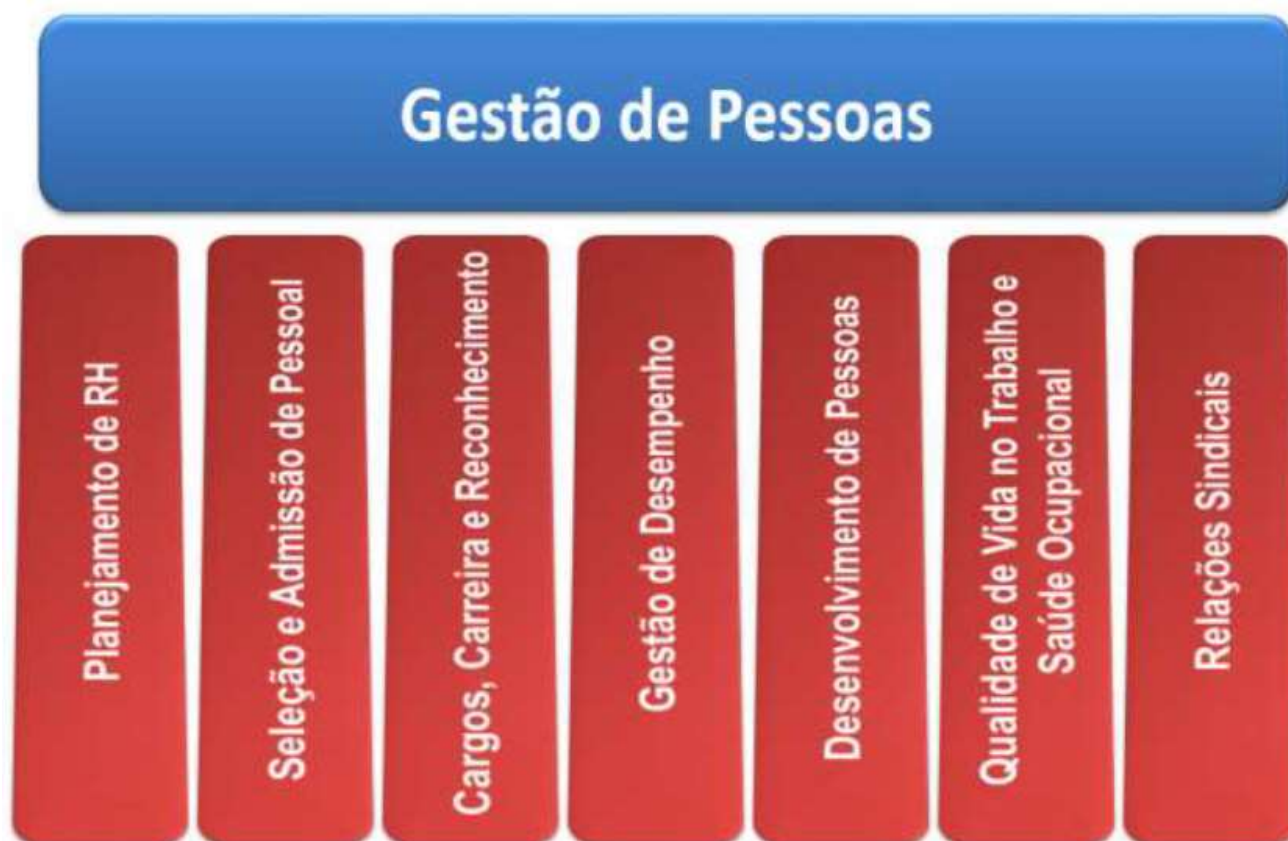 Gestão de Pessoas
Planejamento de RH
Seleção e Admissão de Pessoal
Cargos, Carreira e Reconhecimento
Gestão de Desempenho
Desenvolvimento de Pessoas
Qualidade de Vida no Trabalho e
Saúde Ocupacional
Relações Sindicais